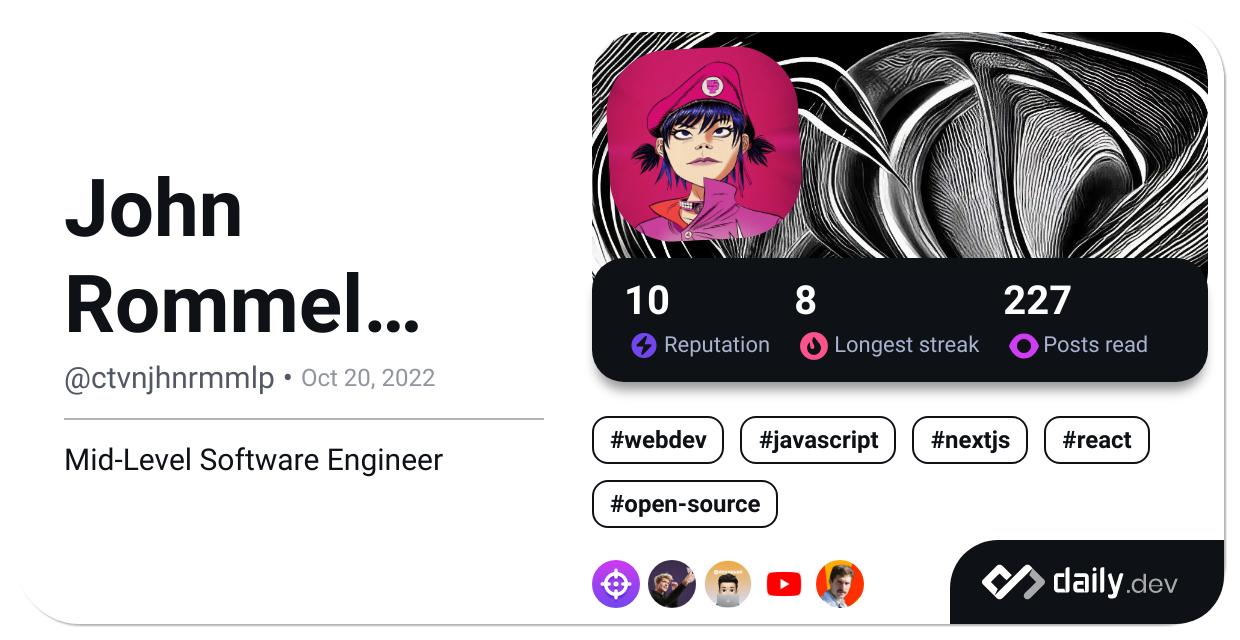 John
Rommel...
@ctvnjhnrmmlp • Oct 20, 2022
Mid-Level Software Engineer
10
Reputation
8
Longest streak
227
Posts read
#webdev
#javascript
#nextjs
#react
#open-source
daily.dev